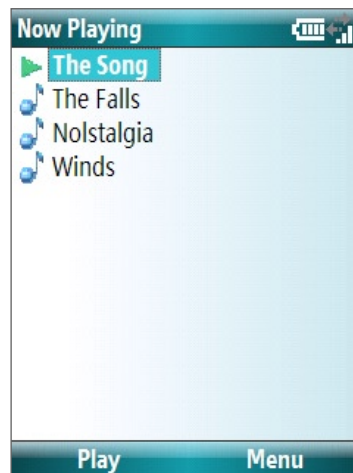 Now Playing
The Song
The Falls
Nolstalgia
Winds
Play Menu